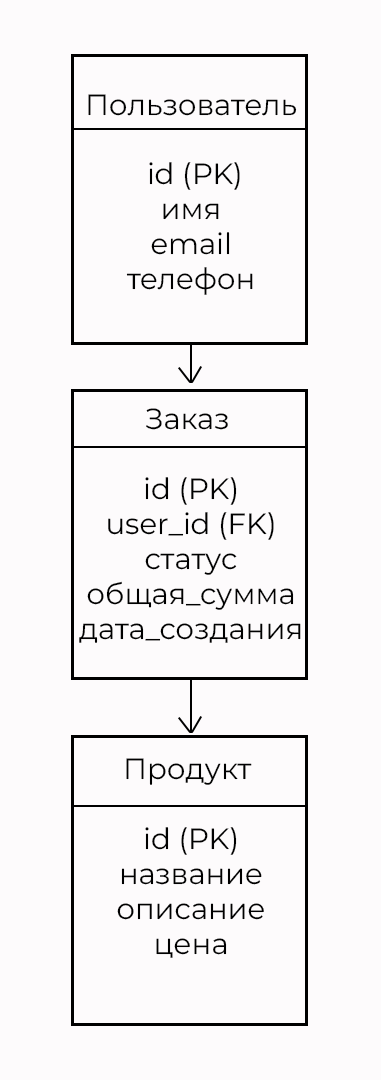 Пользователь
id (PK)
имя
email
телефон
Заказ
id (PK)
user_id (FK)
статус
общая_сумма
дата_создания
Продукт
id (PK)
название
описание
цена